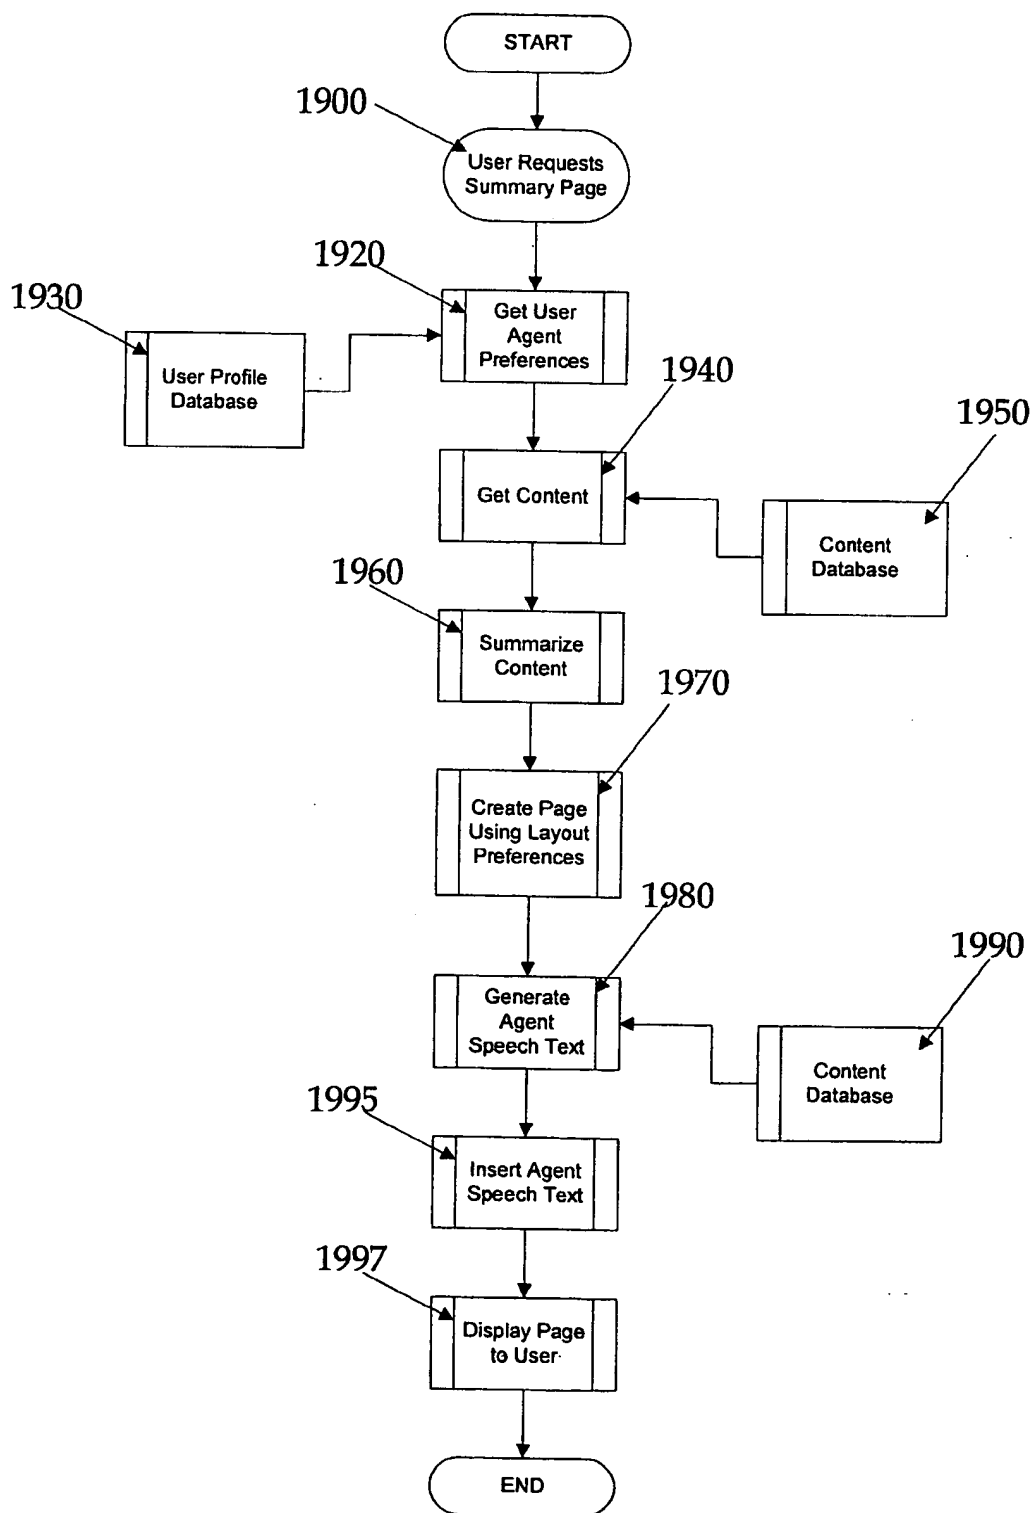 START
1900
User Requests
Summary Page
1920
Get User
Agent
Preferences
1930
User Profile
Database
1940
Get Content
1950
Content
Database
1960
Summarize
Content
1970
Create Page
Using Layout
Preferences
1980
Generate
Agent
Speech Text
1990
Content
Database
1995
Insert Agent
Speech Text
1997
Display Page
to User
END